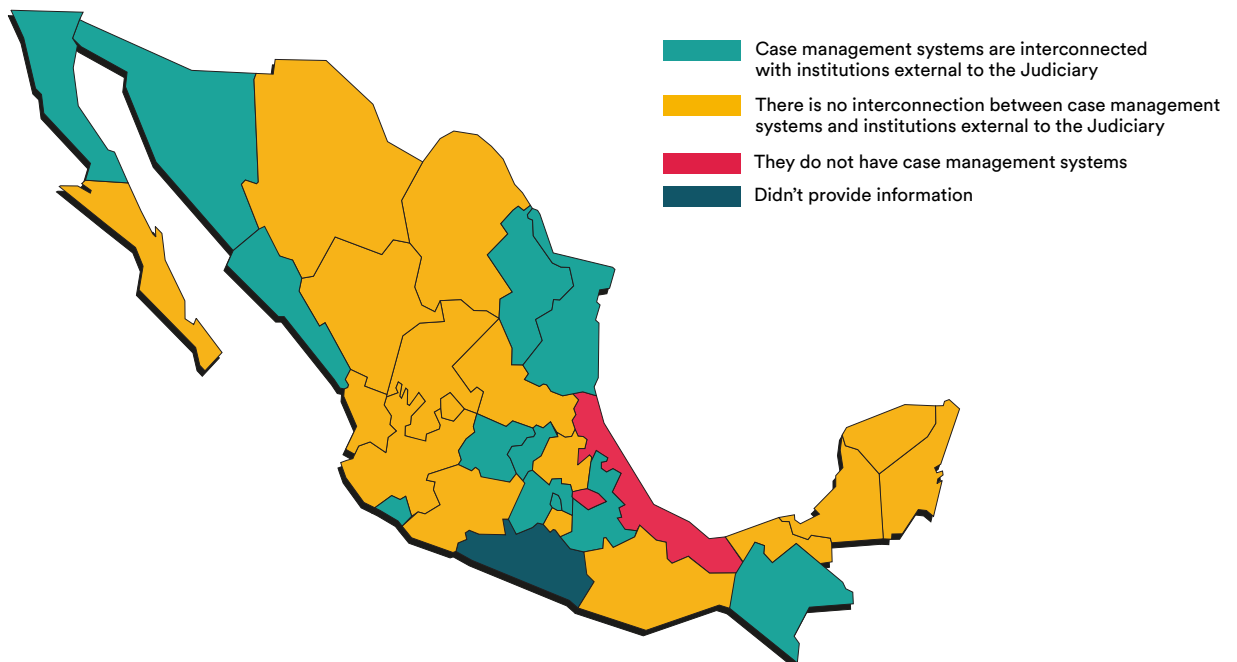 Case management systems are interconnected
with institutions external to the Judiciary
There is no interconnection between case management
systems and institutions external to the Judiciary
They do not have case management systems
Didn’t provide information